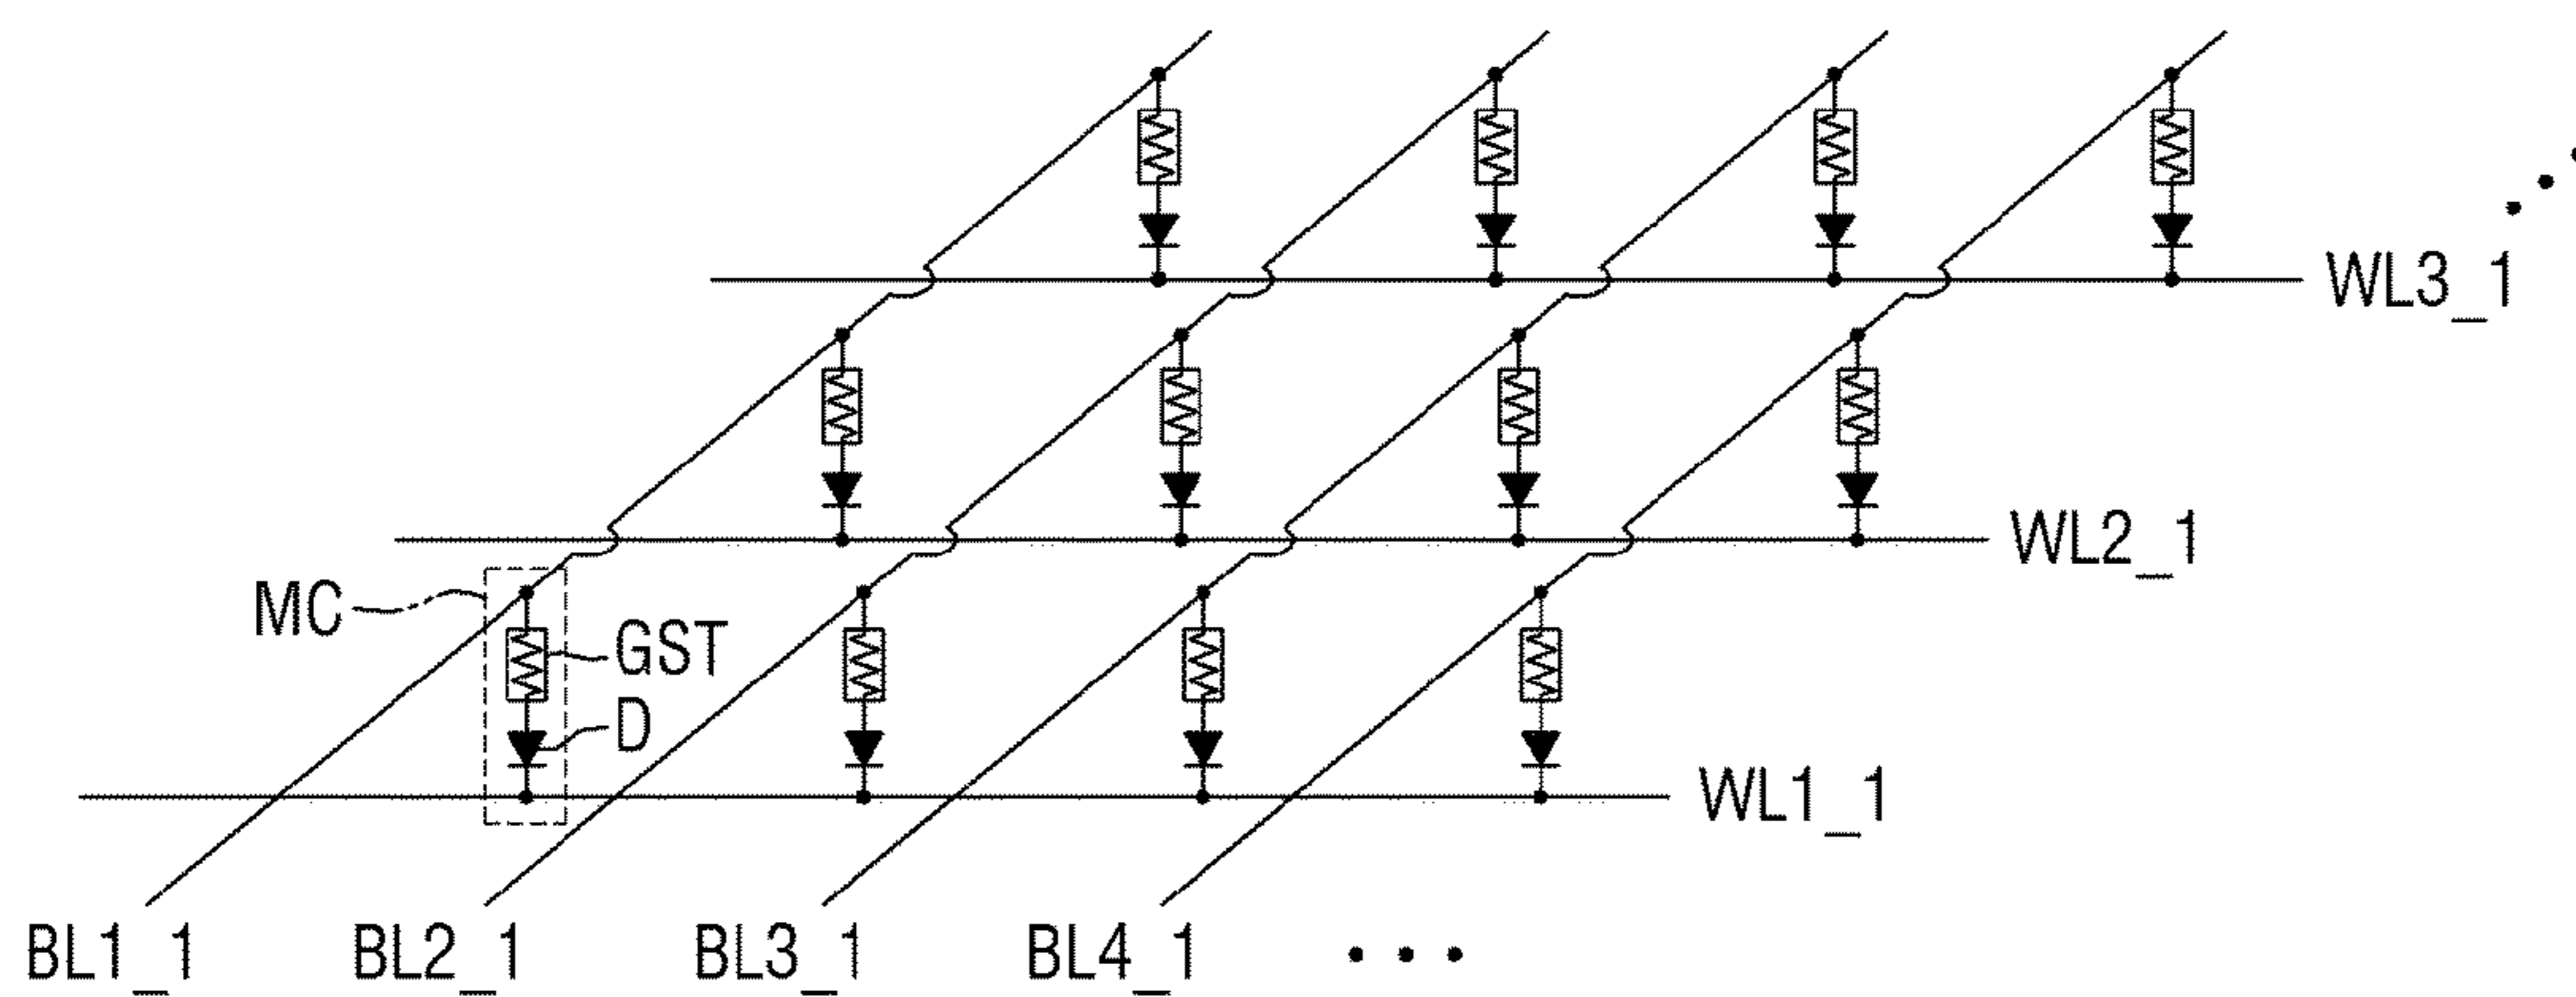 WL3_1
WL2_1
MC
GST
D
WL1_1
BL1_1 BL2_1 BL3_1 BL4_1 • • •